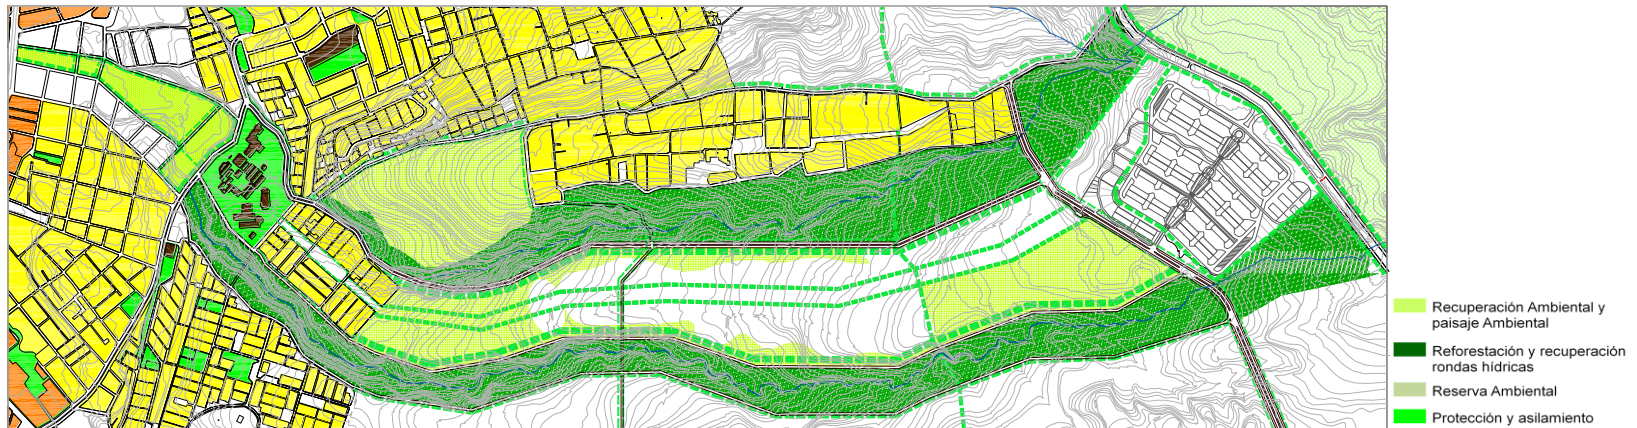 Recuperación Ambiental y
paisaje Ambiental
Reforestación y recuperación
rondas hídricas
Reserva Ambiental
Protección y asilamiento